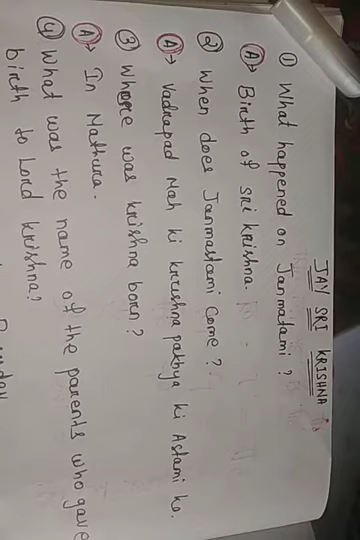 JAY SRI KRISHNA
① What happened on Janmatami ?
Ⓐ→ Birth of sri krishna.
② When does Janmastami Come ?
Ⓐ→ Vadrapad Mah ki krrishna pakhya ki Astami ko.
③ Where was krishna born ?
Ⓐ→ In Mathura.
④ What was the name of the parents who gave
birth to Lord krishna?